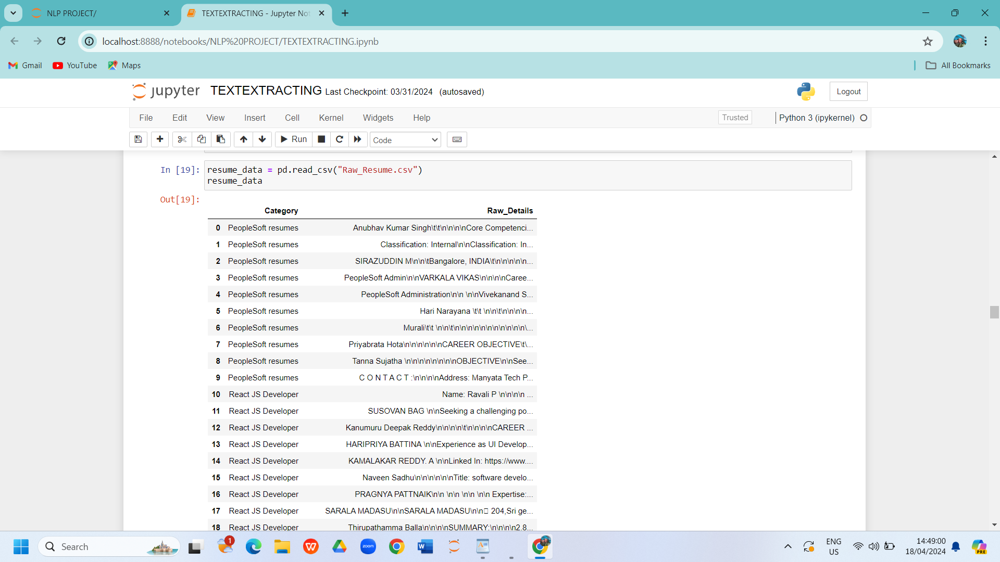 NLP PROJECT/
TEXTEXTRACTING - Jupyter Not
localhost:8888/notebooks/NLP%20PROJECT/TEXTEXTRACTING.ipynb
Gmail YouTube Maps All Bookmarks
jupyter TEXTEXTRACTING Last Checkpoint: 03/31/2024 (autosaved) Logout
File Edit View Insert Cell Kernel Widgets Help Trusted Python 3 (ipykernel)
Run Code
In [19]: resume_data = pd.read_csv("Raw_Resume.csv")
resume_data
Out[19]:
Category Raw_Details
0 PeopleSoft resumes Anubhav Kumar Singh\t\t\n\n\n\nCore Competenci...
1 PeopleSoft resumes Classification: Internal\n\nClassification: In...
2 PeopleSoft resumes SIRAZUDDIN M\n\n\tBangalore, INDIA\t\n\n\n\n\n...
3 PeopleSoft resumes PeopleSoft Admin\n\nVARKALA VIKAS\n\n\n\nCaree...
4 PeopleSoft resumes PeopleSoft Administration\n\n \n\nVivekanand S...
5 PeopleSoft resumes Hari Narayana \t\t \n\n\t\n\n\n\n...
6 PeopleSoft resumes Murali\t\t \n\n\t\n\n\n\n\n\n\n\n\n\n\n\...
7 PeopleSoft resumes Priyabrata Hota\n\n\n\n\n\nCAREER OBJECTIVE\t\...
8 PeopleSoft resumes Tanna Sujatha \n\n\n\n\n\n\n\nOBJECTIVE\n\nSee...
9 PeopleSoft resumes C O N T A C T :\n\n\n\nAddress: Manyata Tech P...
10 React JS Developer Name: Ravali P \n\n\n\n ...
11 React JS Developer SUSOVAN BAG \n\nSeeking a challenging po...
12 React JS Developer Kanumuru Deepak Reddy\n\n\n\n\t\n\n\n\nCAREER ...
13 React JS Developer HARIPRIYA BATTINA \n\nExperience as UI Develop...
14 React JS Developer KAMALAKAR REDDY. A \n\nLinked In: https://www....
15 React JS Developer Naveen Sadhu\n\n\n\n\n\nTitle: software develo...
16 React JS Developer PRAGNYA PATTNAIK\n\n \n\n \n\n \n\n Expertise:...
17 React JS Developer SARALA MADASU\n\nSARALA MADASU\n\n 204,Sri ge...
18 React JS Developer Thirupathamma Balla\n\n\n\nSUMMARY:\n\n\n\n2.8...
Search 1 zoom ENG 14:49:00
US 18/04/2024 PRE